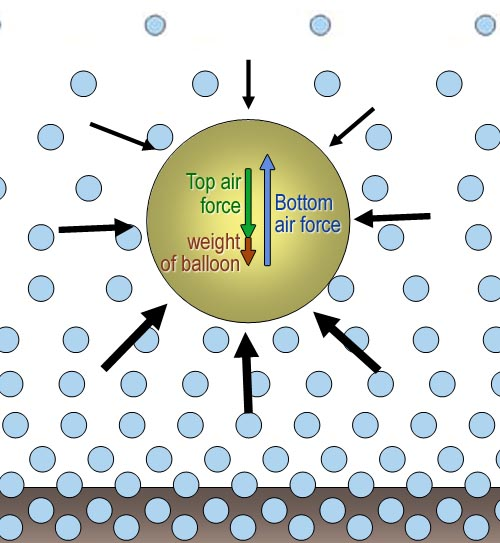 Top air
force
Bottom
air force
weight
of balloon